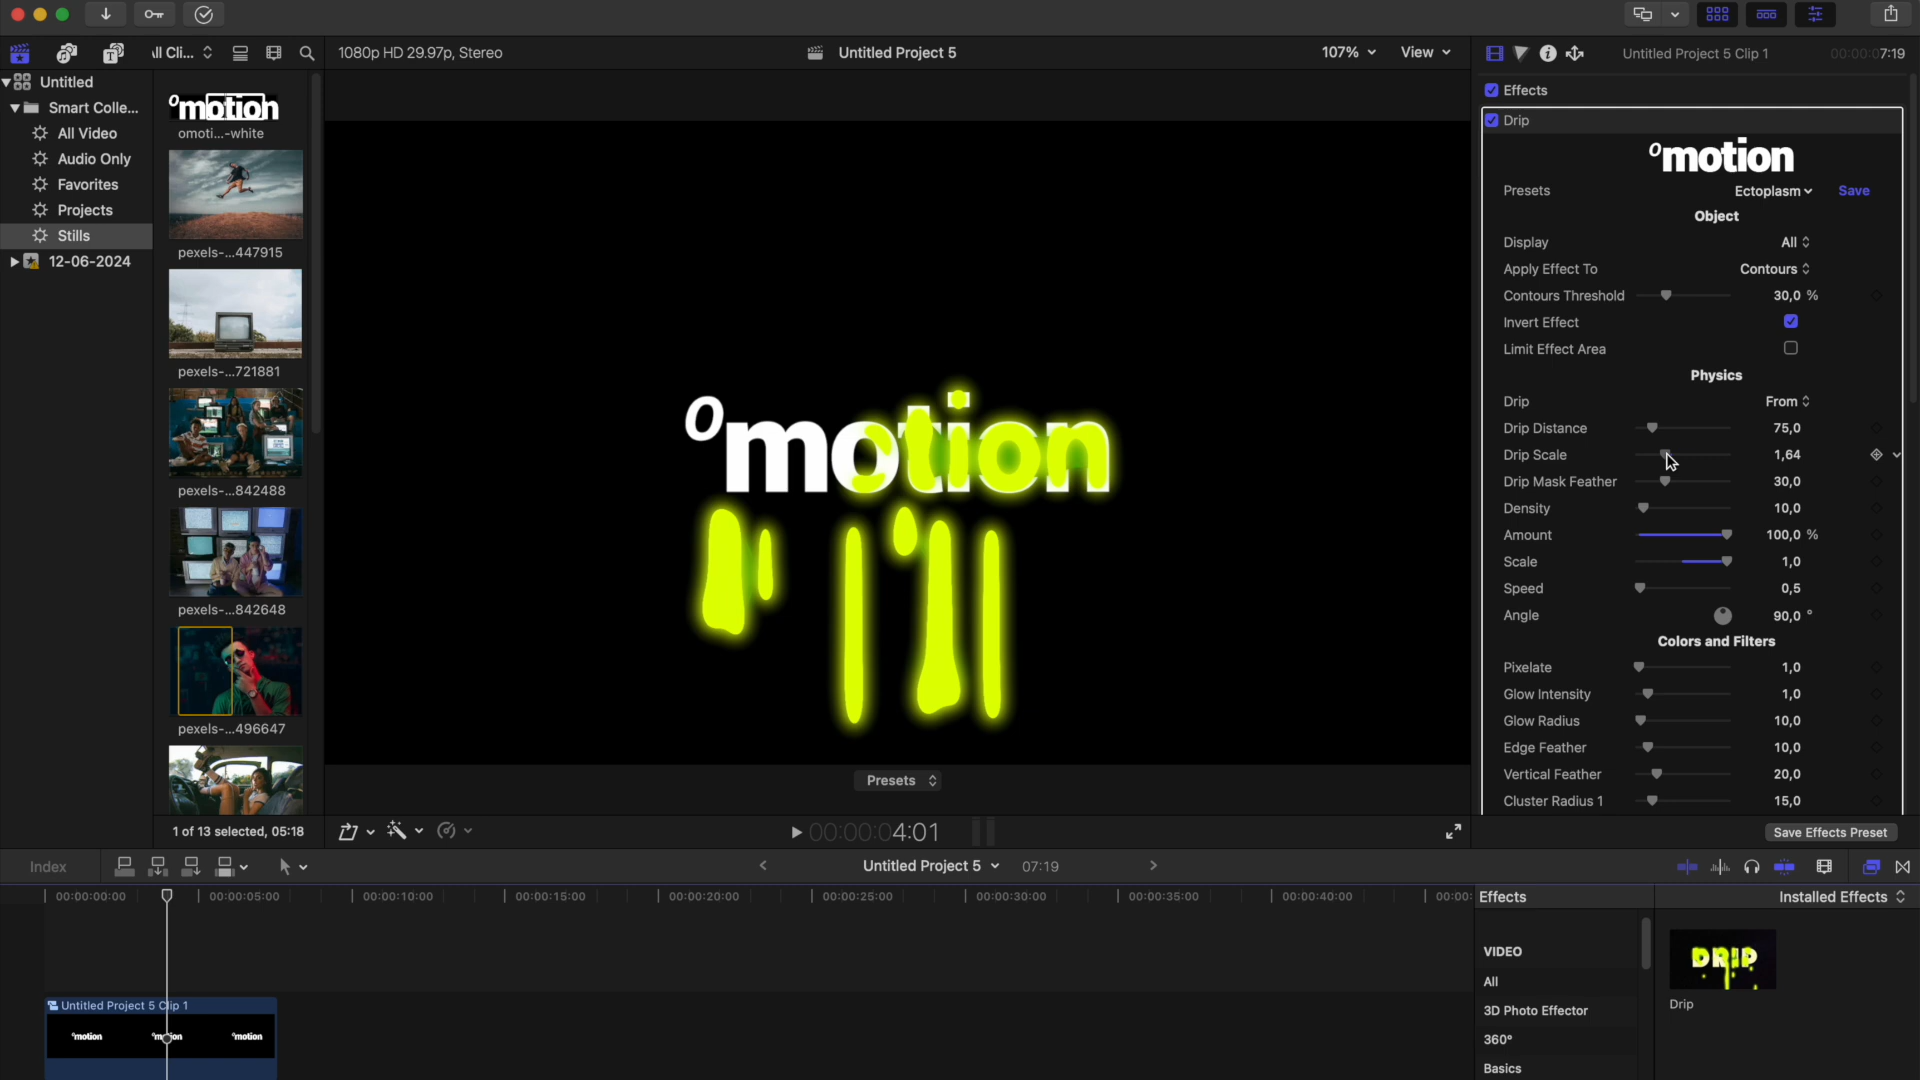 ll Cli...
1080p HD 29.97p, Stereo
Untitled Project 5
107%
View
Untitled Project 5 Clip 1
00:00:07:19
Untitled
Smart Colle...
All Video
Audio Only
Favorites
Projects
Stills
12-06-2024
omotion
omoti...-white
pexels-...447915
pexels-...721881
pexels-...842488
pexels-...842648
pexels-...496647
1 of 13 selected, 05:18
omotion
Presets
00:00:04:01
Effects
Drip
omotion
Presets
Ectoplasm
Save
Object
Display
All
Apply Effect To
Contours
Contours Threshold
30,0 %
Invert Effect
Limit Effect Area
Physics
Drip
From
Drip Distance
75,0
Drip Scale
1,64
Drip Mask Feather
30,0
Density
10,0
Amount
100,0 %
Scale
1,0
Speed
0,5
Angle
90,0 °
Colors and Filters
Pixelate
1,0
Glow Intensity
1,0
Glow Radius
10,0
Edge Feather
10,0
Vertical Feather
20,0
Cluster Radius 1
15,0
Save Effects Preset
Index
Untitled Project 5
07:19
00:00:00:00
00:00:05:00
00:00:10:00
00:00:15:00
00:00:20:00
00:00:25:00
00:00:30:00
00:00:35:00
00:00:40:00
00:00:
Untitled Project 5 Clip 1
omotion
omotion
omotion
Effects
Installed Effects
VIDEO
All
3D Photo Effector
360°
Basics
DRIP
Drip